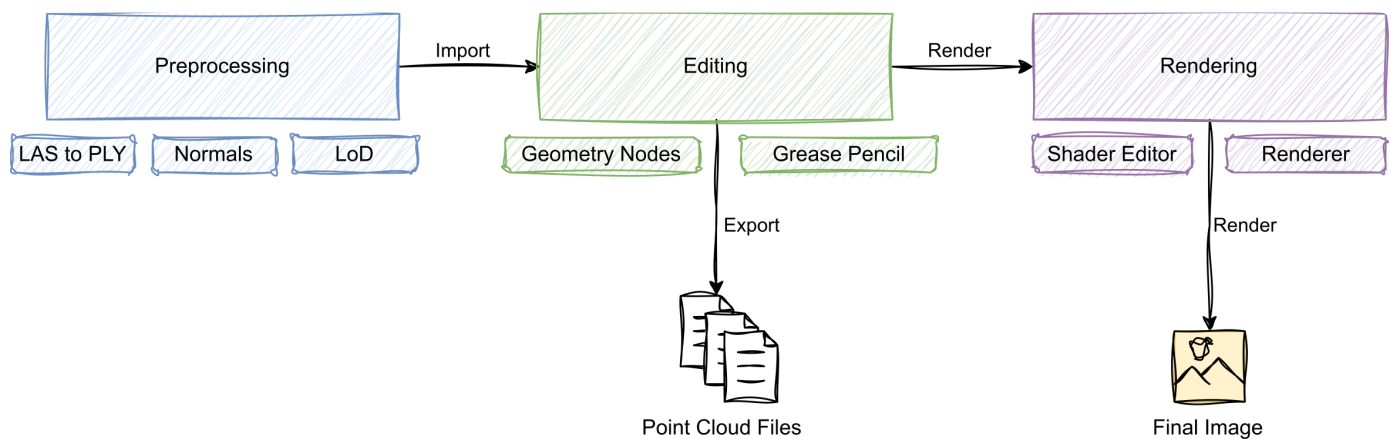 Preprocessing
Import
Editing
Render
Rendering
LAS to PLY
Normals
LoD
Geometry Nodes
Grease Pencil
Shader Editor
Renderer
Export
Render
Point Cloud Files
Final Image